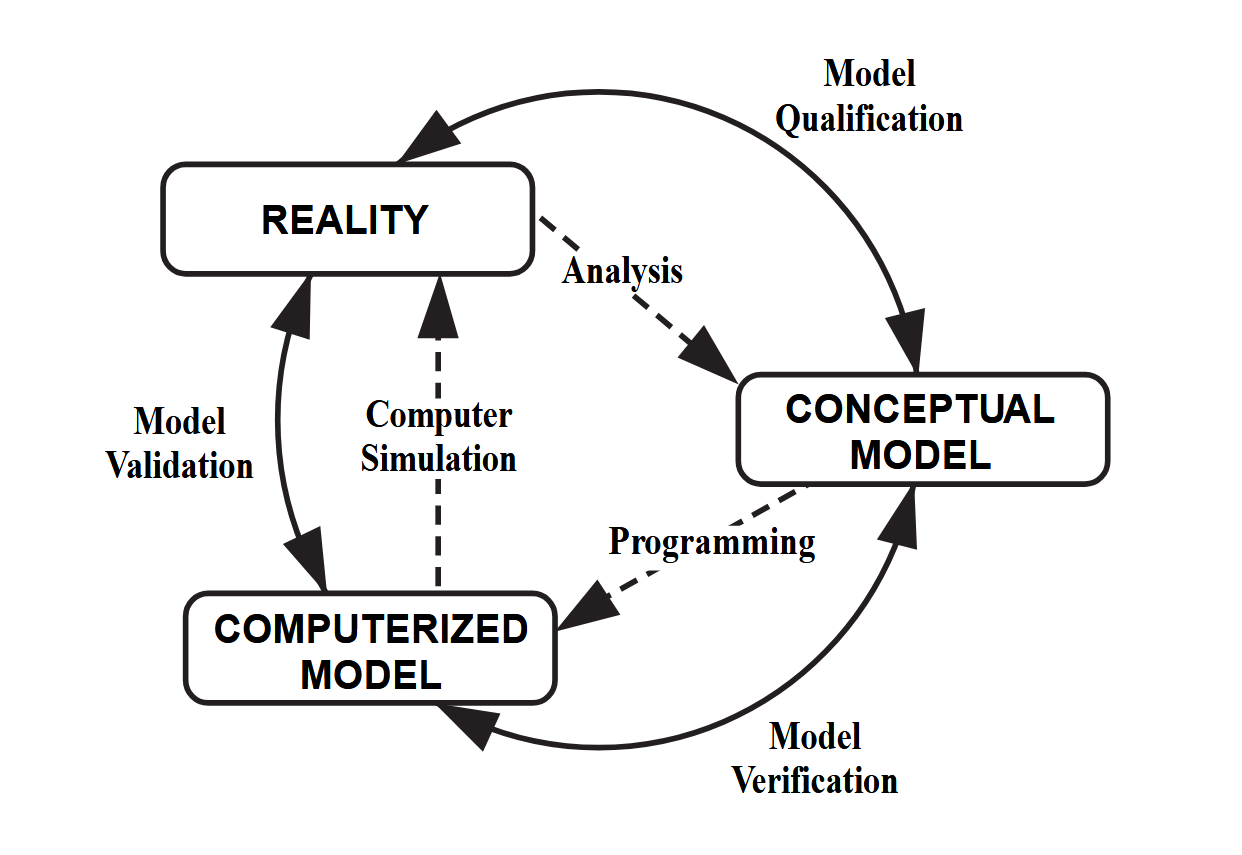 Model
Qualification
REALITY
Analysis
CONCEPTUAL
MODEL
Model
Validation
Computer
Simulation
Programming
COMPUTERIZED
MODEL
Model
Verification